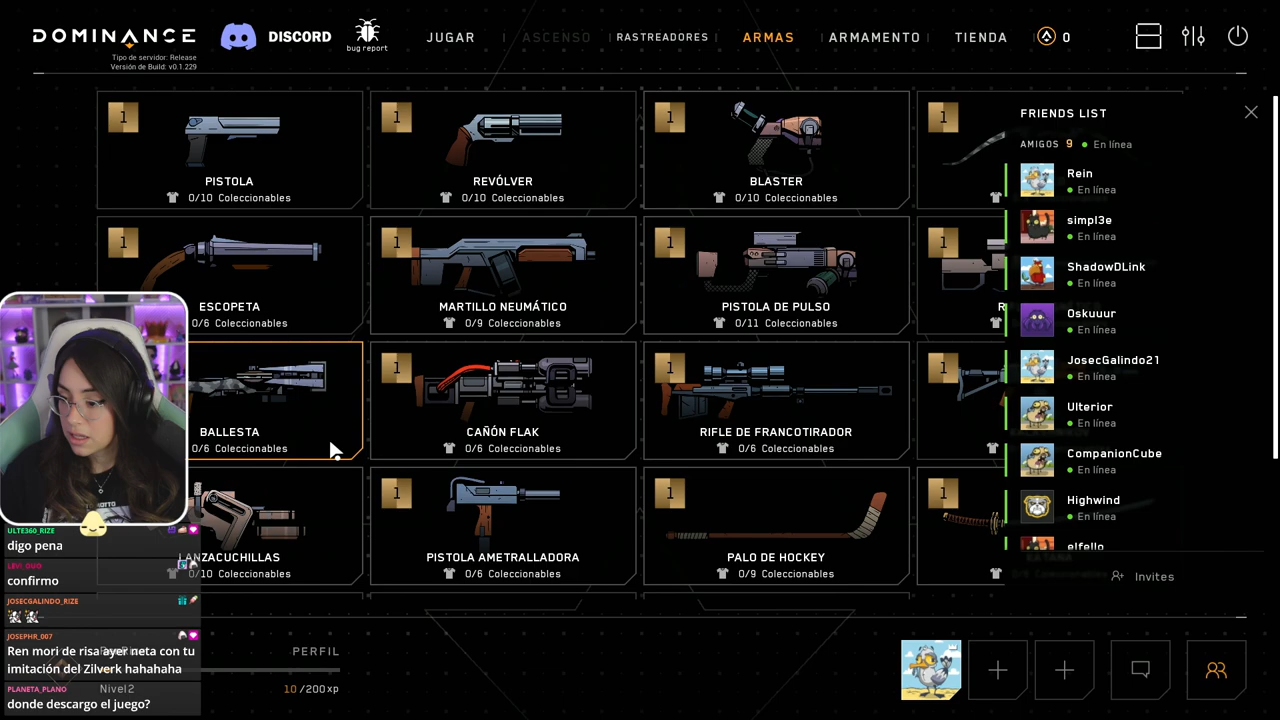 DOMINANCE
Tipo de servidor: Release
Versión de Build: v0.1.229
DISCORD
bug report
JUGAR
ASCENSO
RASTREADORES
ARMAS
ARMAMENTO
TIENDA
0
1
PISTOLA
0/10 Coleccionables
1
REVÓLVER
0/10 Coleccionables
1
BLASTER
0/10 Coleccionables
1
1
ESCOPETA
0/6 Coleccionables
1
MARTILLO NEUMÁTICO
0/9 Coleccionables
1
PISTOLA DE PULSO
0/11 Coleccionables
1
BALLESTA
0/6 Coleccionables
1
CAÑÓN FLAK
0/6 Coleccionables
1
RIFLE DE FRANCOTIRADOR
0/6 Coleccionables
1
LANZACUCHILLAS
0/10 Coleccionables
1
PISTOLA AMETRALLADORA
0/6 Coleccionables
1
PALO DE HOCKEY
0/9 Coleccionables
1
FRIENDS LIST
AMIGOS 9 En línea
Rein
En línea
simpl3e
En línea
ShadowDLink
En línea
Oskuuur
En línea
JosecGalindo21
En línea
Ulterior
En línea
CompanionCube
En línea
Highwind
En línea
elfello
Invites
ULTE360_RIZE
digo pena
LEVI_DUO
confirmo
JOSECGALINDO_RIZE
JOSEPHR_007
Ren mori de risa ayer neta con tu
imitación del Zilverk hahahaha
PLANETA_PLANO
donde descargo el juego?
PERFIL
Nivel 2
10 /200xp